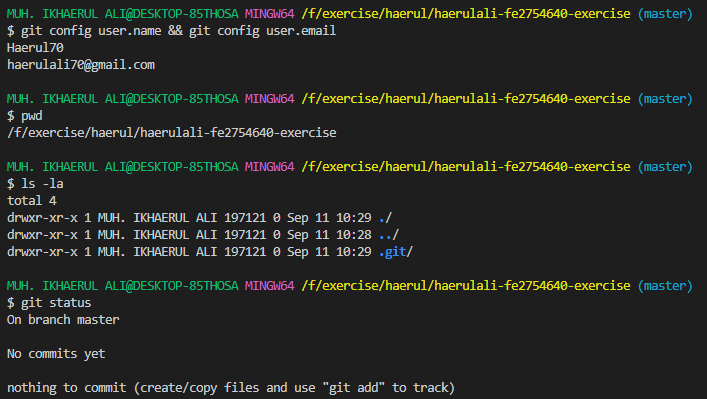 MUH. IKHAERUL ALI@DESKTOP-85THOSA MINGW64 /f/exercise/haerul/haerulali-fe2754640-exercise (master)
$ git config user.name && git config user.email
Haerul70
haerulali70@gmail.com
MUH. IKHAERUL ALI@DESKTOP-85THOSA MINGW64 /f/exercise/haerul/haerulali-fe2754640-exercise (master)
$ pwd
/f/exercise/haerul/haerulali-fe2754640-exercise
MUH. IKHAERUL ALI@DESKTOP-85THOSA MINGW64 /f/exercise/haerul/haerulali-fe2754640-exercise (master)
$ ls -la
total 4
drwxr-xr-x 1 MUH. IKHAERUL ALI 197121 0 Sep 11 10:29 ./
drwxr-xr-x 1 MUH. IKHAERUL ALI 197121 0 Sep 11 10:28 ../
drwxr-xr-x 1 MUH. IKHAERUL ALI 197121 0 Sep 11 10:29 .git/
MUH. IKHAERUL ALI@DESKTOP-85THOSA MINGW64 /f/exercise/haerul/haerulali-fe2754640-exercise (master)
$ git status
On branch master
No commits yet
nothing to commit (create/copy files and use "git add" to track)